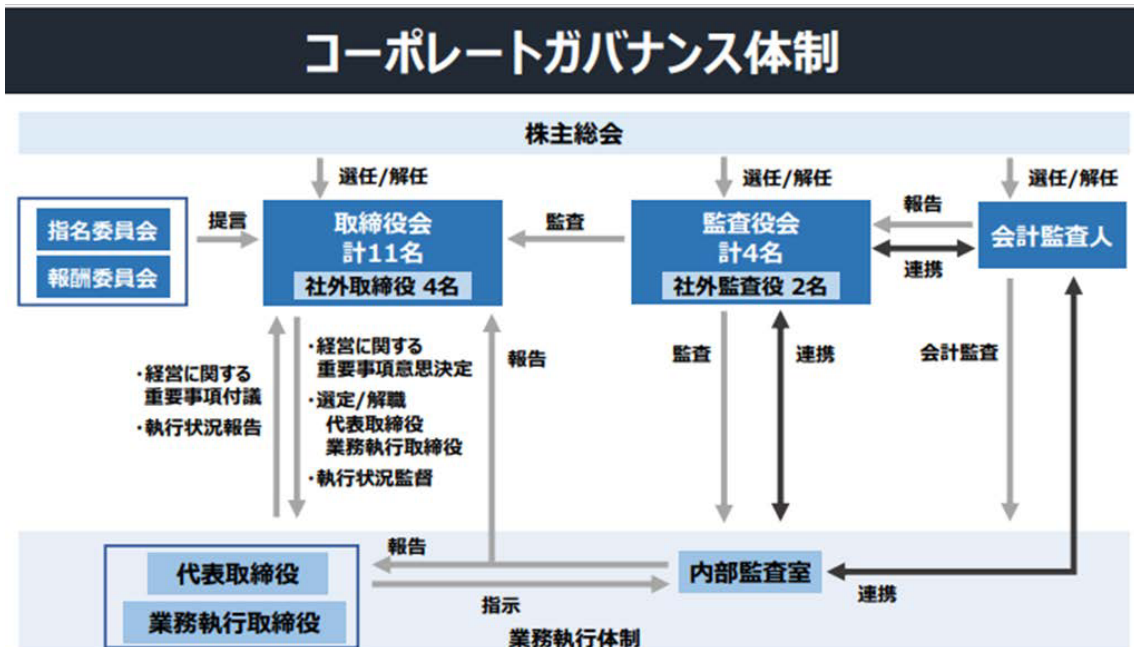 コーポレートガバナンス体制
株主総会
選任/解任
選任/解任
選任/解任
指名委員会
報酬委員会
提言
取締役会
計11名
社外取締役 4名
監査
監査役会
計4名
社外監査役 2名
報告
連携
会計監査人
・経営に関する
重要事項付議
・執行状況報告
・経営に関する
重要事項意思決定
・選定/解職
代表取締役
業務執行取締役
・執行状況監督
報告
監査
連携
会計監査
代表取締役
業務執行取締役
報告
指示
内部監査室
連携
業務執行体制